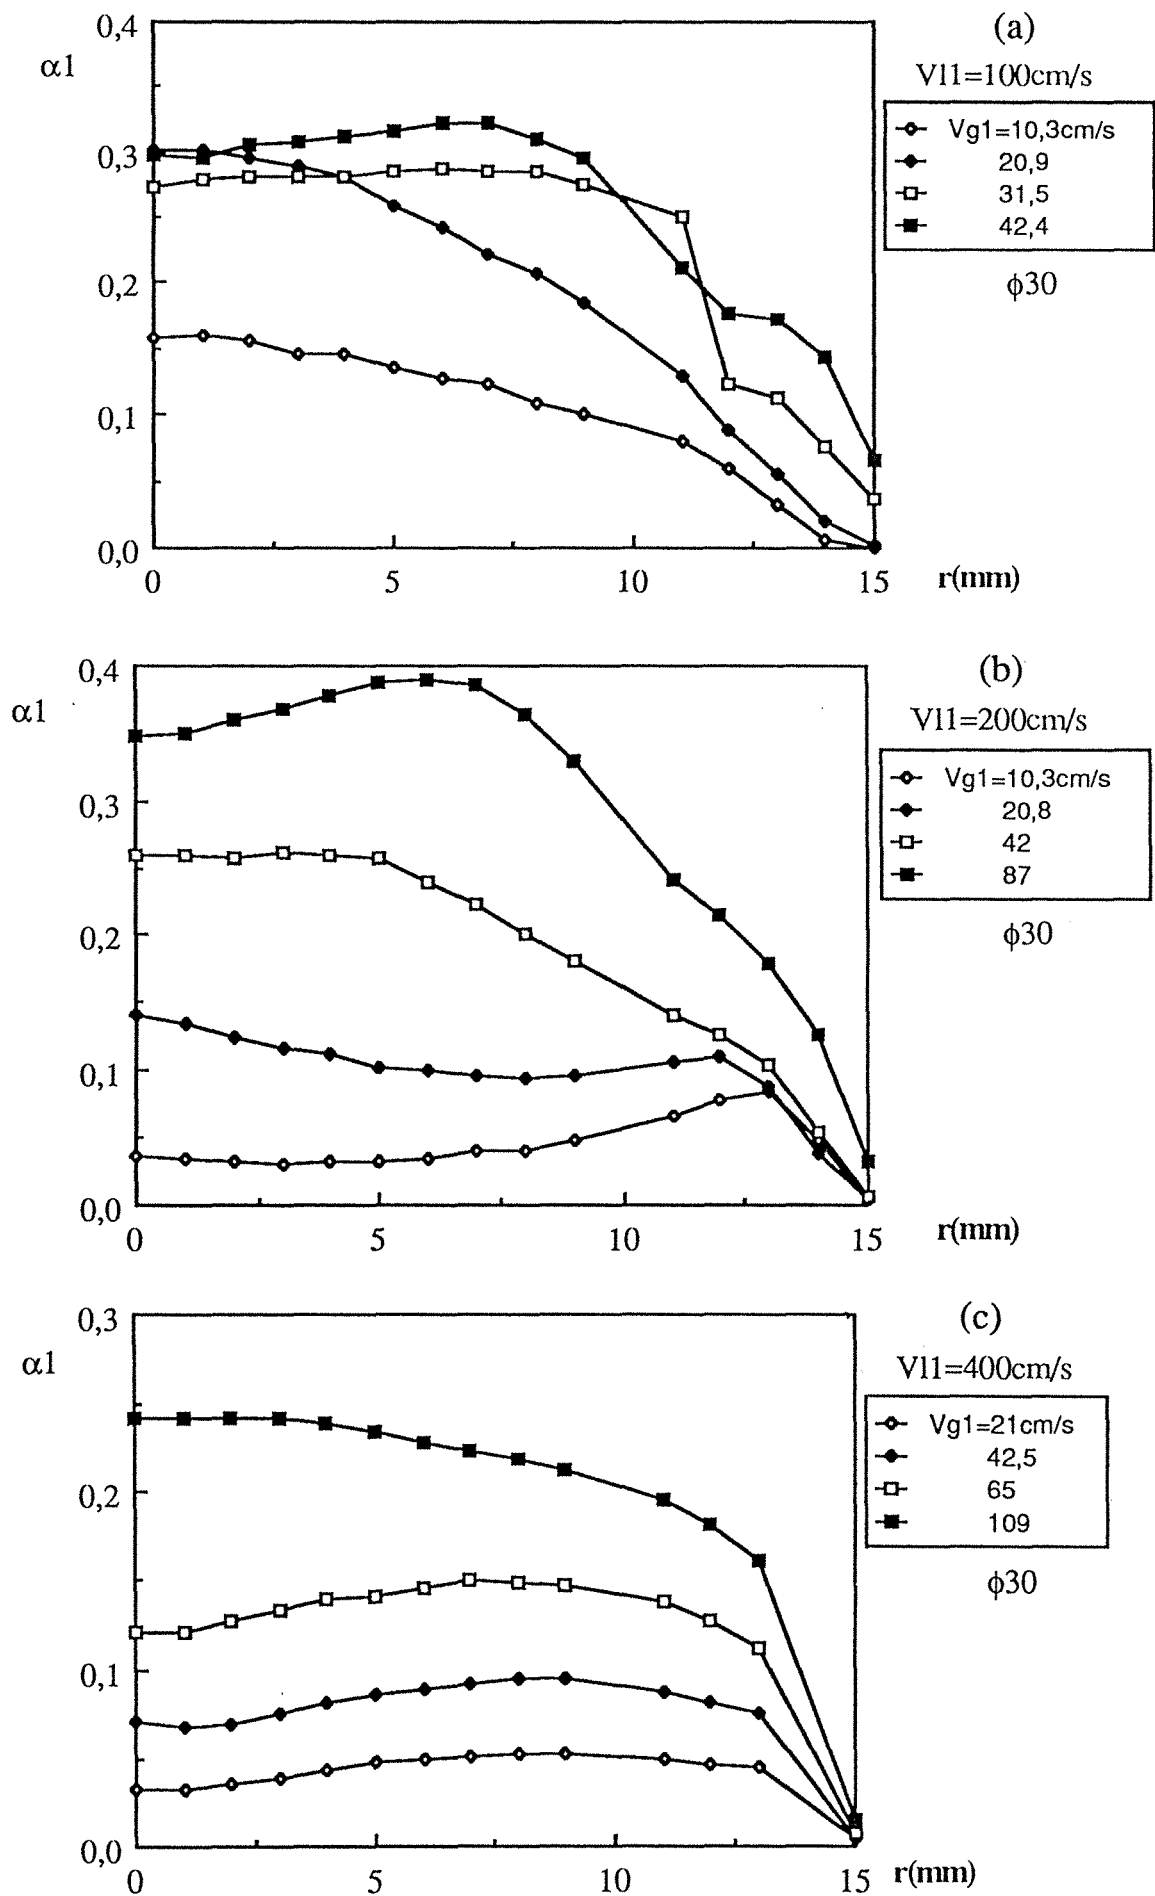 (a)
0,4
α1
Vl1=100cm/s
Vg1=10,3cm/s
20,9
31,5
42,4
0,3
ϕ30
0,2
0,1
0,0
0 5 10 15 r(mm)
(b)
0,4
α1
Vl1=200cm/s
Vg1=10,3cm/s
20,8
42
87
0,3
ϕ30
0,2
0,1
0,0
0 5 10 15 r(mm)
(c)
0,3
α1
Vl1=400cm/s
Vg1=21cm/s
42,5
65
109
0,2
ϕ30
0,1
0,0
0 5 10 15 r(mm)